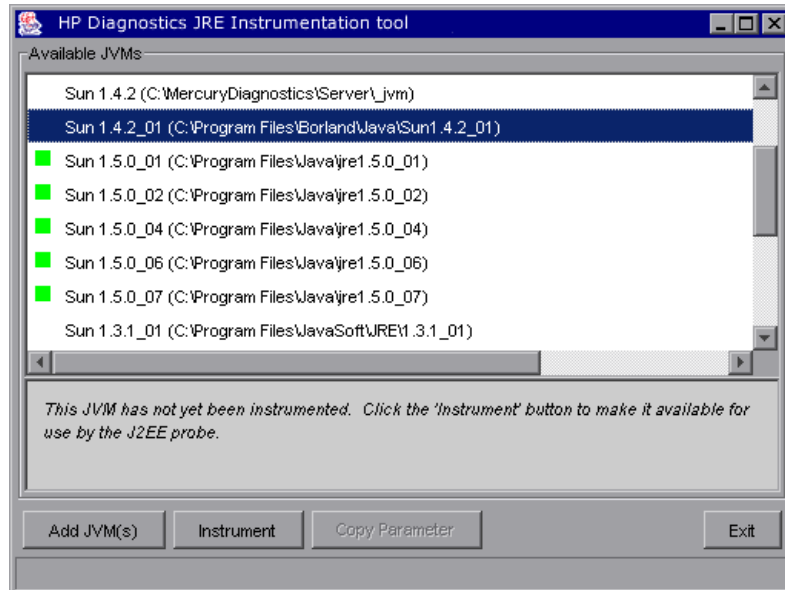 HP Diagnostics JRE Instrumentation tool
Available JVMs
Sun 1.4.2 (C:\MercuryDiagnostics\Server\_jvm)
Sun 1.4.2_01 (C:\Program Files\Borland\Java\Sun1.4.2_01)
Sun 1.5.0_01 (C:\Program Files\Java\jre1.5.0_01)
Sun 1.5.0_02 (C:\Program Files\Java\jre1.5.0_02)
Sun 1.5.0_04 (C:\Program Files\Java\jre1.5.0_04)
Sun 1.5.0_06 (C:\Program Files\Java\jre1.5.0_06)
Sun 1.5.0_07 (C:\Program Files\Java\jre1.5.0_07)
Sun 1.3.1_01 (C:\Program Files\JavaSoft\JRE\1.3.1_01)
This JVM has not yet been instrumented. Click the 'Instrument' button to make it available for
use by the J2EE probe.
Add JVM(s) Instrument Copy Parameter Exit